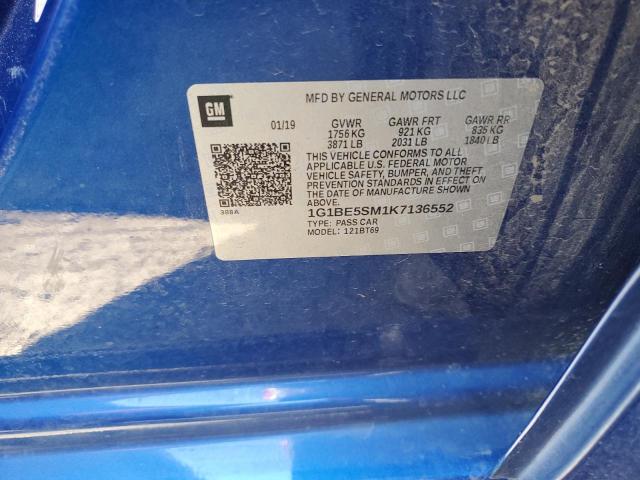 GM
MFD BY GENERAL MOTORS LLC
01/19 GVWR GAWR FRT GAWR RR
1756 KG 921 KG 835 KG
3871 LB 2031 LB 1840 LB
THIS VEHICLE CONFORMS TO ALL
APPLICABLE U.S. FEDERAL MOTOR
VEHICLE SAFETY, BUMPER, AND THEFT
PREVENTION STANDARDS IN EFFECT ON
THE DATE OF MANUFACTURE SHOWN
ABOVE.
398A
1G1BE5SM1K7136552
TYPE: PASS CAR
MODEL: 121BT69